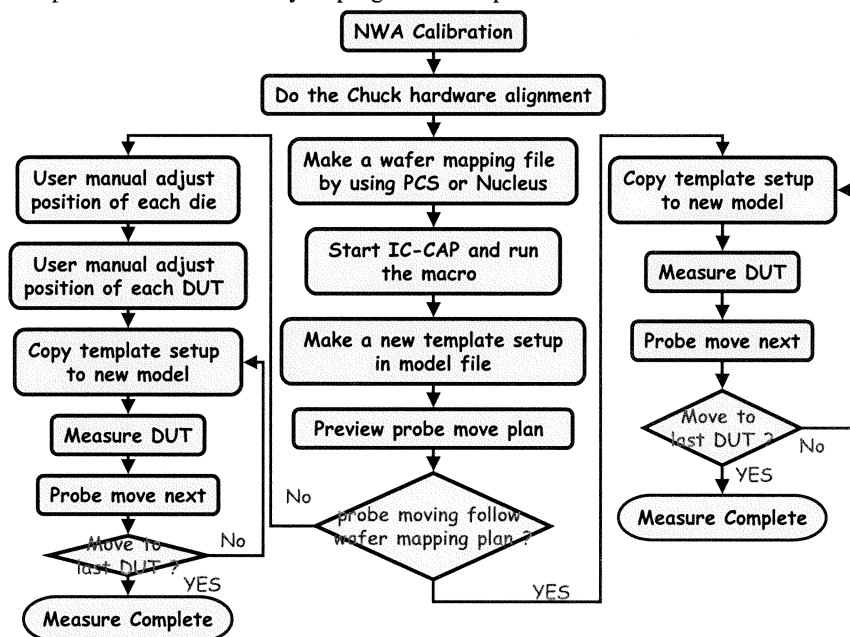 NWA Calibration
Do the Chuck hardware alignment
Make a wafer mapping file
by using PCS or Nucleus
Start IC-CAP and run
the macro
Make a new template setup
in model file
Preview probe move plan
probe moving follow
wafer mapping plan ?
No
YES
User manual adjust
position of each die
User manual adjust
position of each DUT
Copy template setup
to new model
Measure DUT
Probe move next
Move to
last DUT ?
No
YES
Measure Complete
Copy template setup
to new model
Measure DUT
Probe move next
Move to
last DUT ?
No
YES
Measure Complete